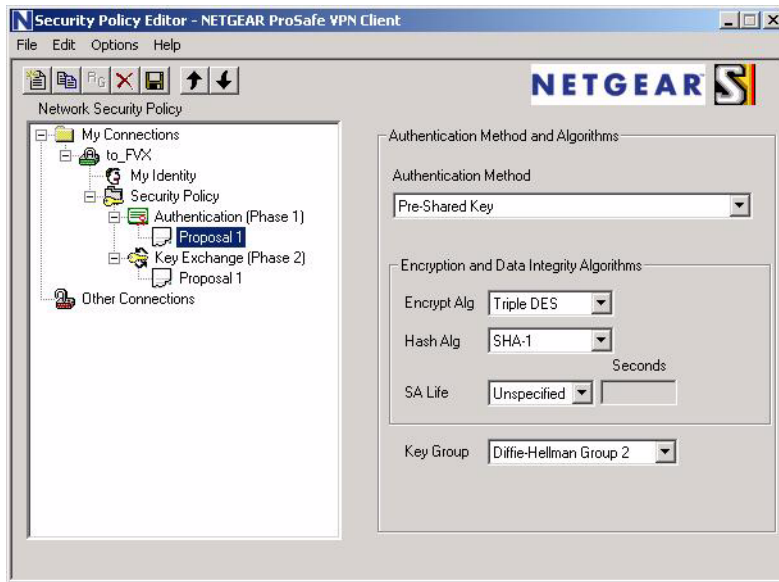 Security Policy Editor - NETGEAR ProSafe VPN Client
File Edit Options Help
NETGEAR
Network Security Policy
My Connections
to_FVX
My Identity
Security Policy
Authentication (Phase 1)
Proposal 1
Key Exchange (Phase 2)
Proposal 1
Other Connections
Authentication Method and Algorithms
Authentication Method
Pre-Shared Key
Encryption and Data Integrity Algorithms
Encrypt Alg Triple DES
Hash Alg SHA-1
Seconds
SA Life Unspecified
Key Group Diffie-Hellman Group 2